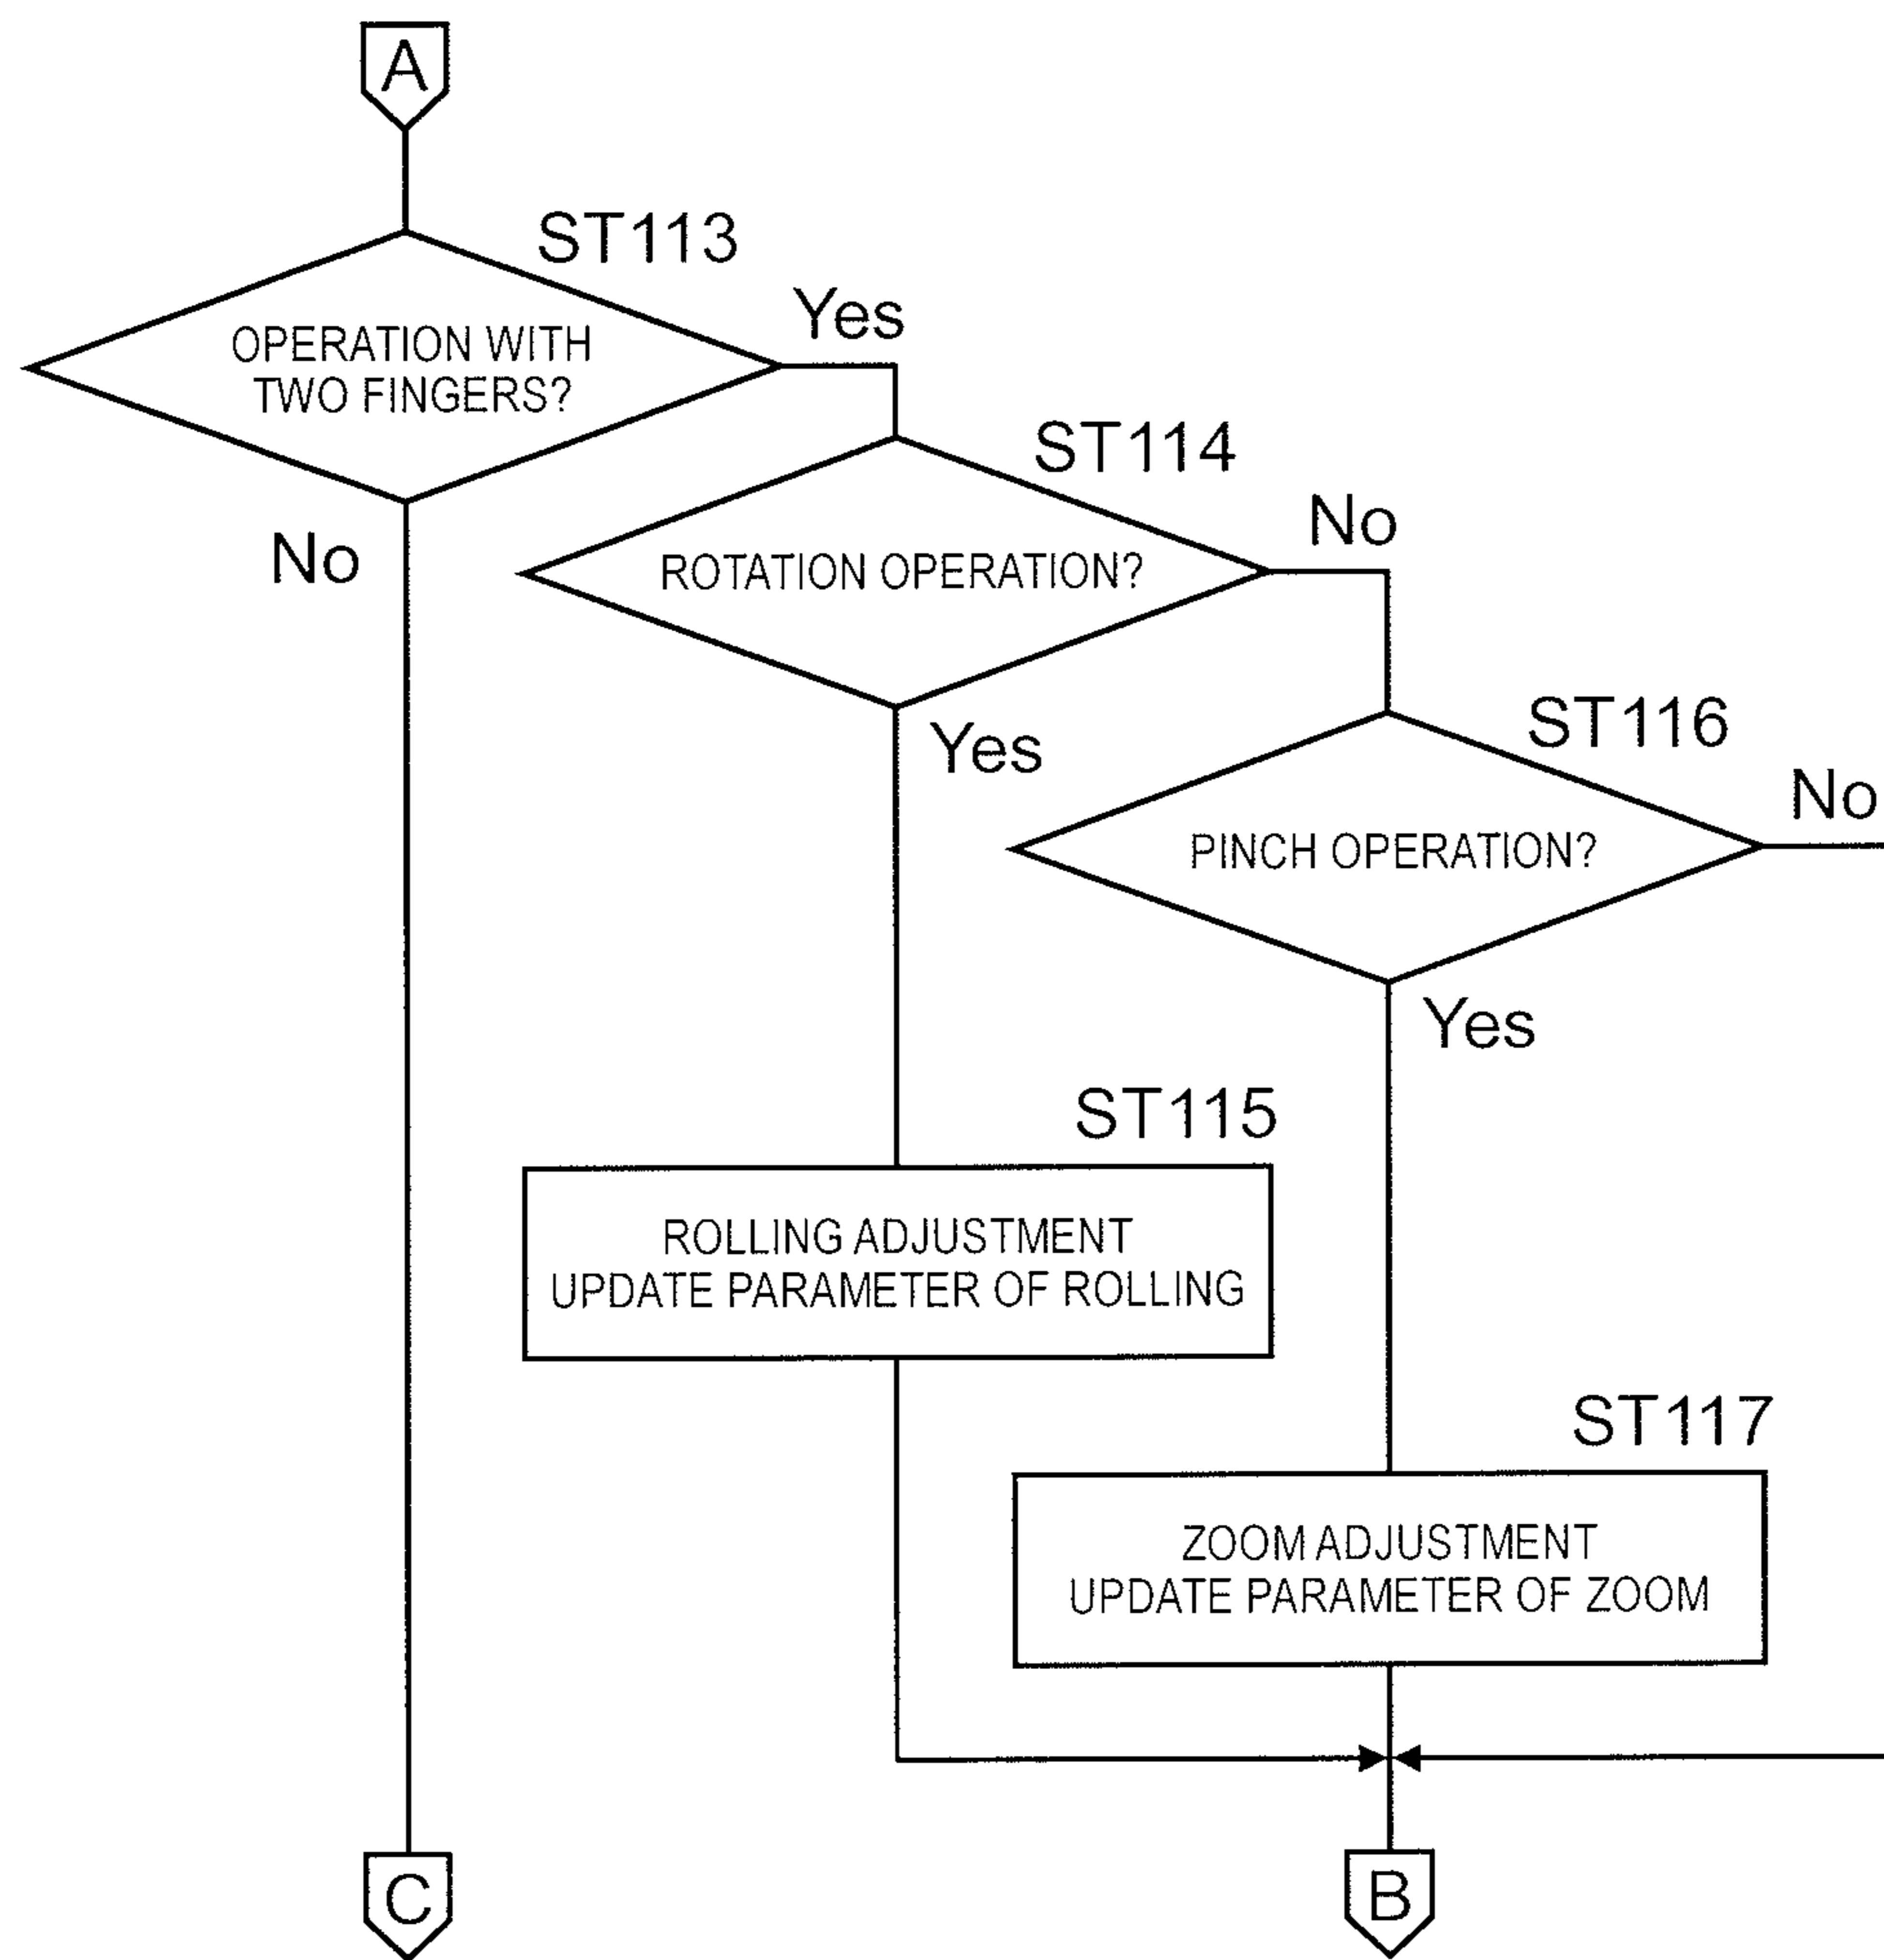 A
ST113
Yes
OPERATION WITH
TWO FINGERS?
No
ST114
No
ROTATION OPERATION?
Yes
ST116
No
PINCH OPERATION?
Yes
ST115
ROLLING ADJUSTMENT
UPDATE PARAMETER OF ROLLING
ST117
ZOOM ADJUSTMENT
UPDATE PARAMETER OF ZOOM
C
B